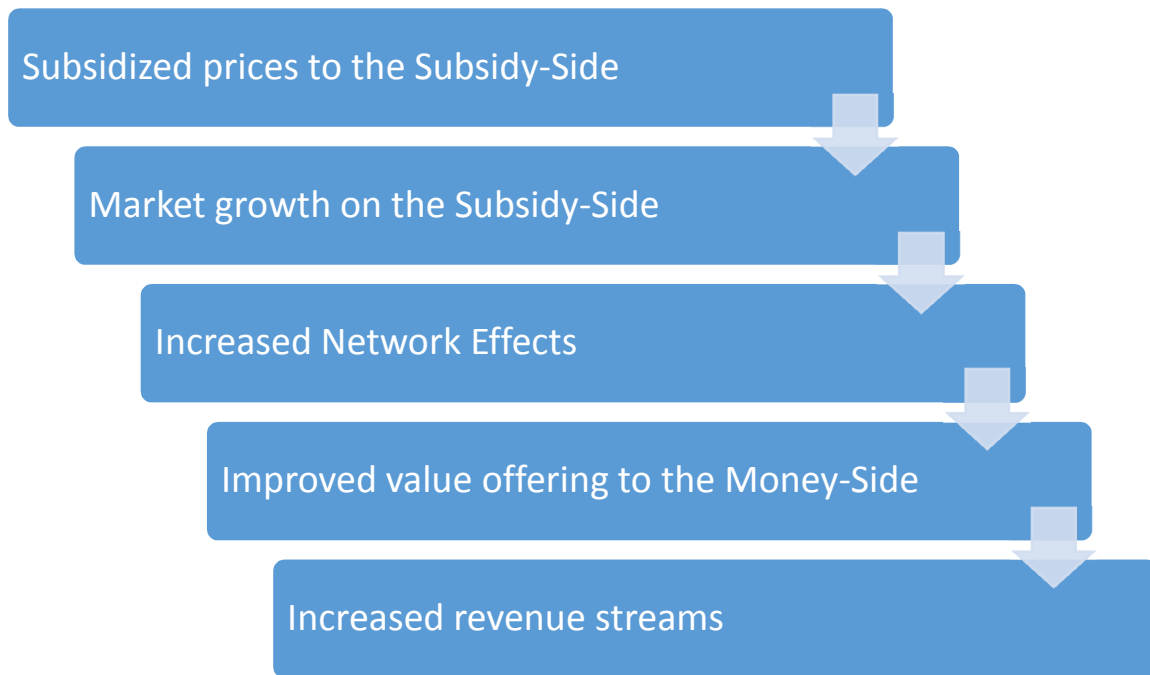 Subsidized prices to the Subsidy-Side
Market growth on the Subsidy-Side
Increased Network Effects
Improved value offering to the Money-Side
Increased revenue streams